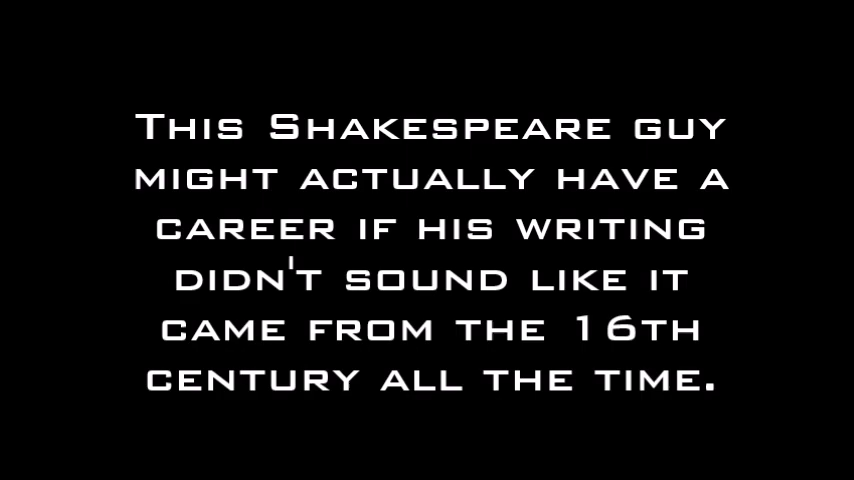 This Shakespeare guy
might actually have a
career if his writing
didn't sound like it
came from the 16th
century all the time.